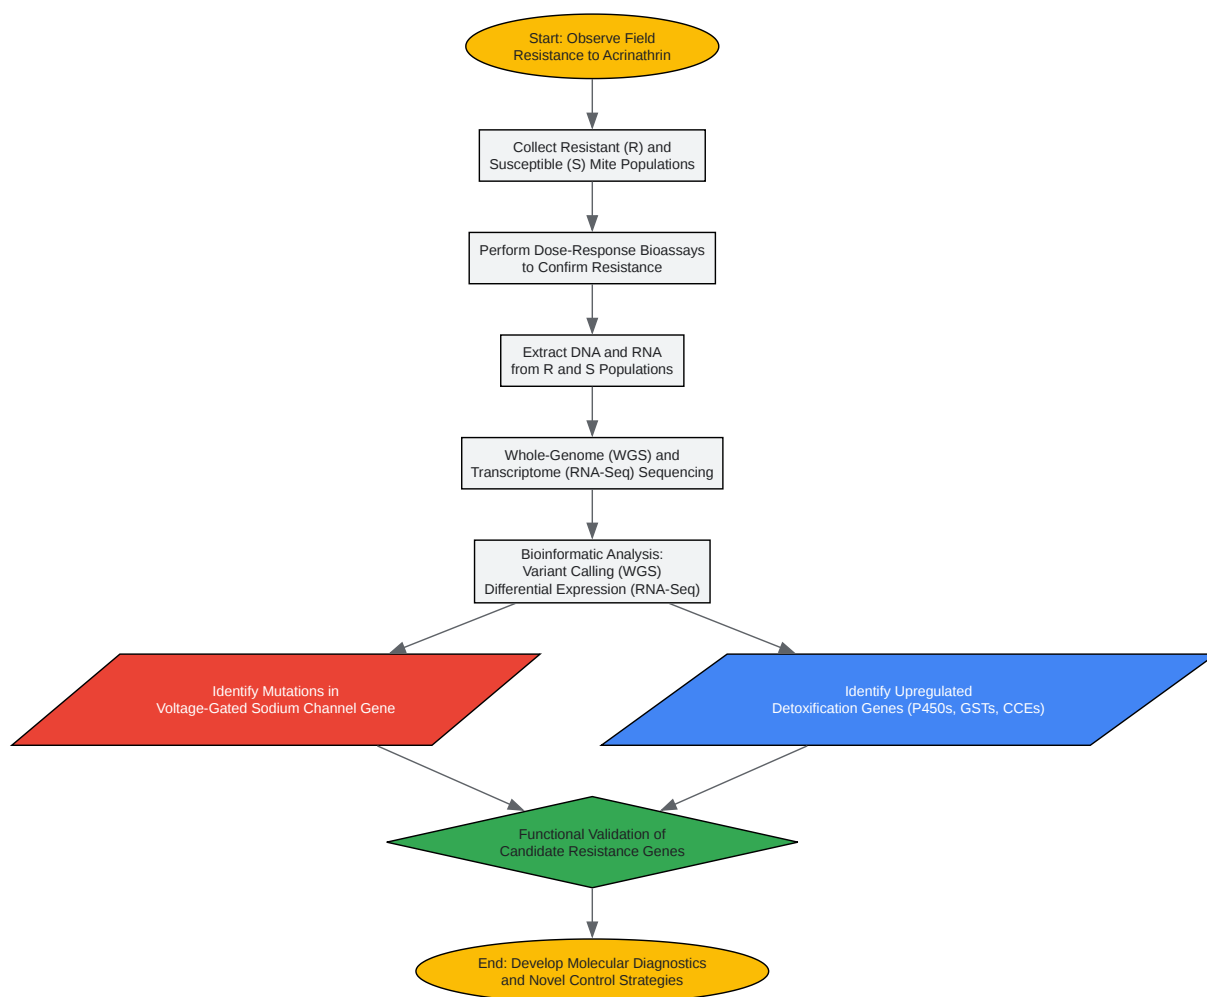 Start: Observe Field
Resistance to Acrinathrin
Collect Resistant (R) and
Susceptible (S) Mite Populations
Perform Dose-Response Bioassays
to Confirm Resistance
Extract DNA and RNA
from R and S Populations
Whole-Genome (WGS) and
Transcriptome (RNA-Seq) Sequencing
Bioinformatic Analysis:
Variant Calling (WGS)
Differential Expression (RNA-Seq)
Identify Mutations in
Voltage-Gated Sodium Channel Gene
Identify Upregulated
Detoxification Genes (P450s, GSTs, CCEs)
Functional Validation of
Candidate Resistance Genes
End: Develop Molecular Diagnostics
and Novel Control Strategies